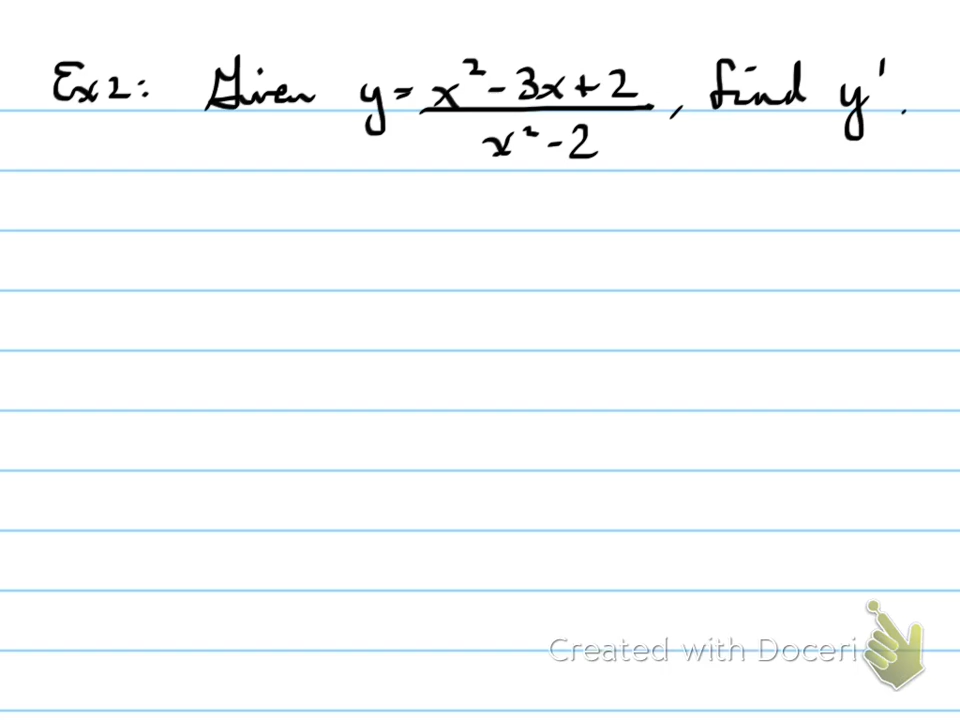 Ex 2: Given y = x² - 3x + 2 / x² - 2, find y'.
Created with Doceri